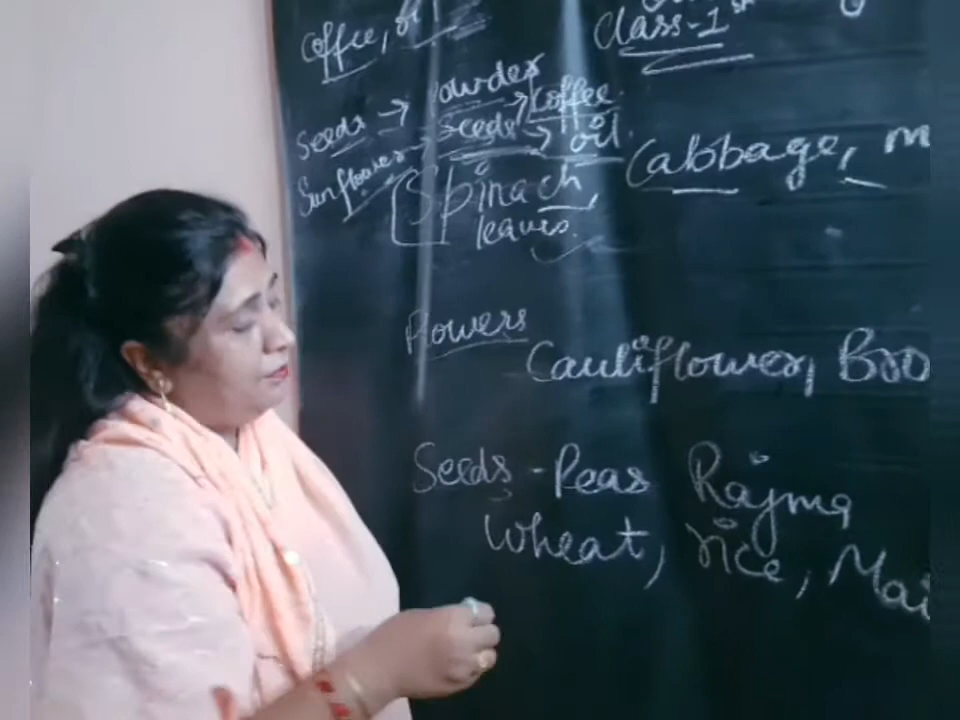 Coffee, oil
Class-1st
Seeds → Powder
Sunflower → Seeds → Coffee
→ oil.
Spinach, Cabbage,
leaves.
Flowers
Cauliflower, Bro
Seeds - Peas Rajma
Wheat, rice, Mai